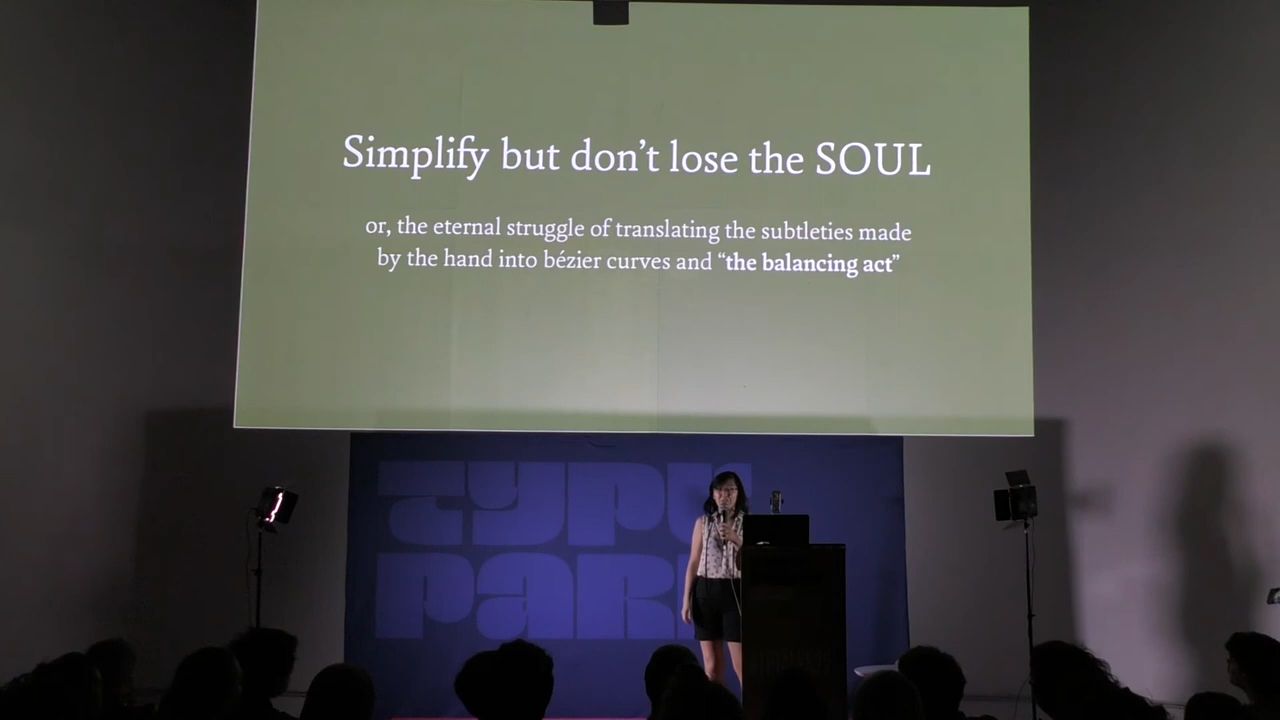 Simplify but don’t lose the SOUL
or, the eternal struggle of translating the subtleties made
by the hand into bézier curves and “the balancing act”